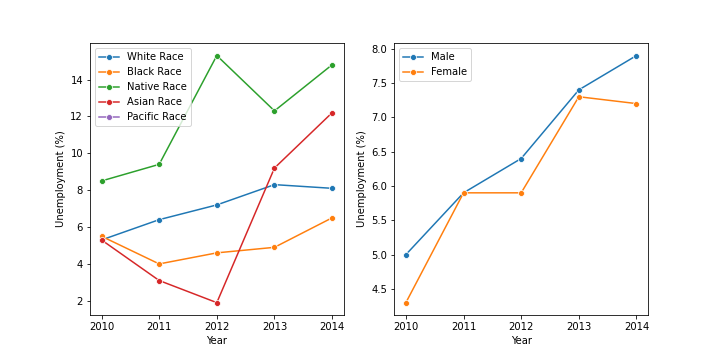 White Race
Black Race
Native Race
Asian Race
Pacific Race
14
12
10
8
6
4
2
Unemployment (%)
2010 2011 2012 2013 2014
Year
Male
Female
8.0
7.5
7.0
6.5
6.0
5.5
5.0
4.5
Unemployment (%)
2010 2011 2012 2013 2014
Year